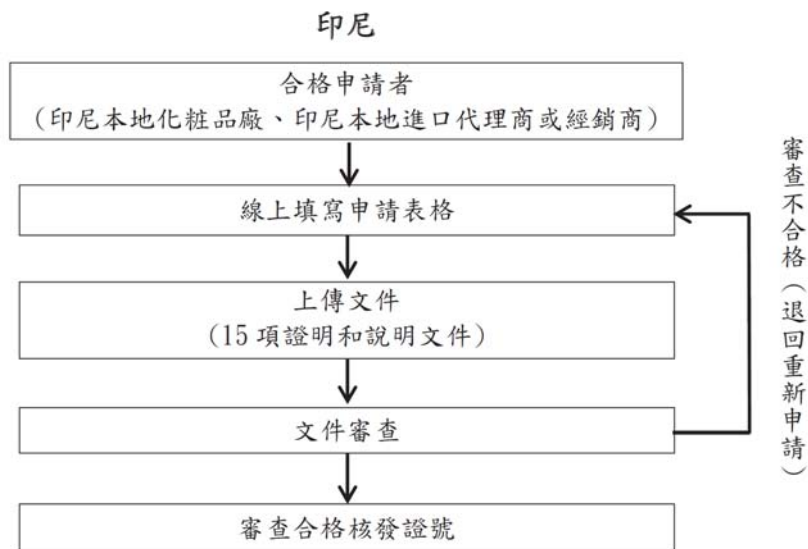 印尼
合格申請者
（印尼本地化粧品廠、印尼本地進口代理商或經銷商）
線上填寫申請表格
上傳文件
（15 項證明和說明文件）
文件審查
審查合格核發證號
審查不合格（退回重新申請）